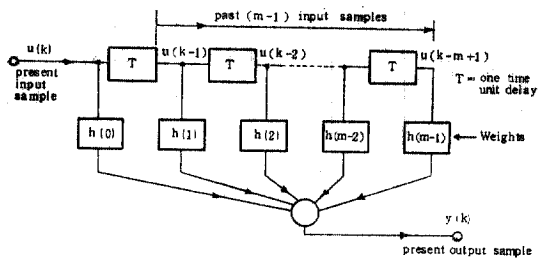 past (m-1) input samples
u(k)
u(k-1)
u(k-2)
u(k-m+1)
T
T
T
T = one time
unit delay
present
input
sample
h(0)
h(1)
h(2)
h(m-2)
h(m-1)
Weights
y(k)
present output sample